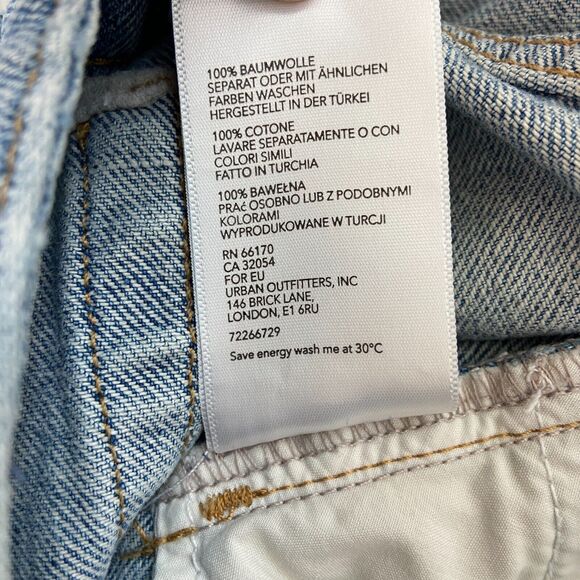 100% BAUMWOLLE
SEPARAT ODER MIT ÄHNLICHEN
FARBEN WASCHEN
HERGESTELLT IN DER TÜRKEI
100% COTONE
LAVARE SEPARATAMENTE O CON
COLORI SIMILI
FATTO IN TURCHIA
100% BAWEŁNA
PRAĆ OSOBNO LUB Z PODOBNYMI
KOLORAMI
WYPRODUKOWANE W TURCJI
RN 66170
CA 32054
FOR EU
URBAN OUTFITTERS, INC
146 BRICK LANE,
LONDON, E1 6RU
72266729
Save energy wash me at 30°C